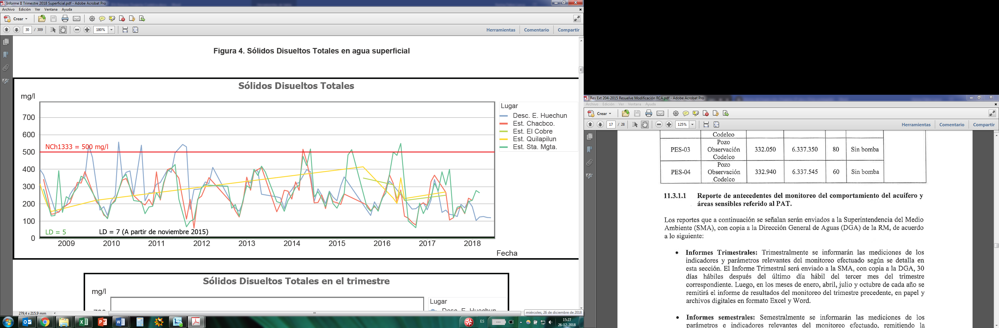 Informe II Trimestre 2018 Superficial.pdf - Adobe Acrobat Pro
Archivo Edición Ver Ventana Ayuda
Crear
30 / 309 180% Herramientas Comentario Compartir
Figura 4. Sólidos Disueltos Totales en agua superficial
Sólidos Disueltos Totales
mg/l
700
600
500
400
300
200
100
0
NCh1333 = 500 mg/l
LD = 5
LD = 7 (A partir de noviembre 2015)
2009 2010 2011 2012 2013 2014 2015 2016 2017 2018
Fecha
Lugar
Desc. E. Huechun
Est. Chacbco.
Est. El Cobre
Est. Quilapilun
Est. Sta. Mgta.
Sólidos Disueltos Totales en el trimestre
mg/l
Lugar
Desc. E. Huechun
279,4 x 215,9 mm
miércoles, 26 de diciembre de 2018
ES
15:27
26-12-2018
Res Ext 204-2015 Resuelve Modificación RCA.pdf - Adobe Acrobat Pro
Archivo Edición Ver Ventana Ayuda
Crear
17 / 28 125% Herramientas Comentario Compartir
Codelco
PES-03 Pozo Observación Codelco 332.050 6.337.350 80 Sin bomba
PES-04 Pozo Observación Codelco 332.940 6.337.545 60 Sin bomba
11.3.1.1 Reporte de antecedentes del monitoreo del comportamiento del acuífero y
áreas sensibles referido al PAT.
Los reportes que a continuación se señalan serán enviados a la Superintendencia del Medio
Ambiente (SMA), con copia a la Dirección General de Aguas (DGA) de la RM, de acuerdo
a lo siguiente:
• Informes Trimestrales: Trimestralmente se informarán las mediciones de los
indicadores y parámetros relevantes del monitoreo efectuado según se detalla en
esta sección. El Informe Trimestral será enviado a la SMA, con copia a la DGA, 30
días hábiles después del último día hábil del tercer mes del trimestre
correspondiente. Luego, en los meses de enero, abril, julio y octubre de cada año se
remitirá el informe de resultados del monitoreo del trimestre precedente, en papel y
archivos digitales en formato Excel y Word.
• Informes semestrales: Semestralmente se informarán las mediciones de los
parámetros e indicadores relevantes del monitoreo efectuado, remitiendo la